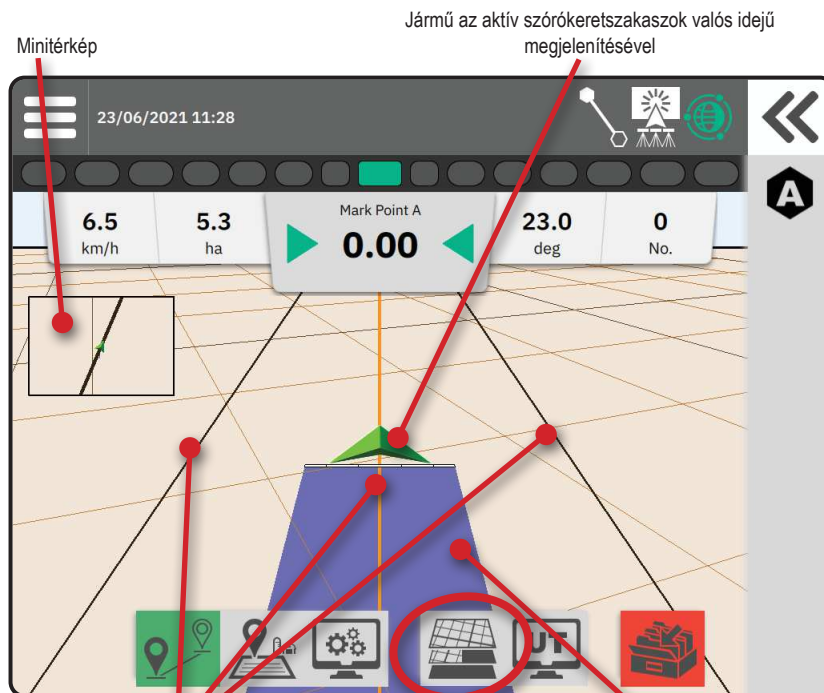 Jármű az aktív szórókeretszakaszok valós idejű
megjelenítésével
Minitérkép
23/06/2021 11:28
A
6.5
km/h
5.3
ha
Mark Point A
0.00
23.0
deg
0
No.
UT